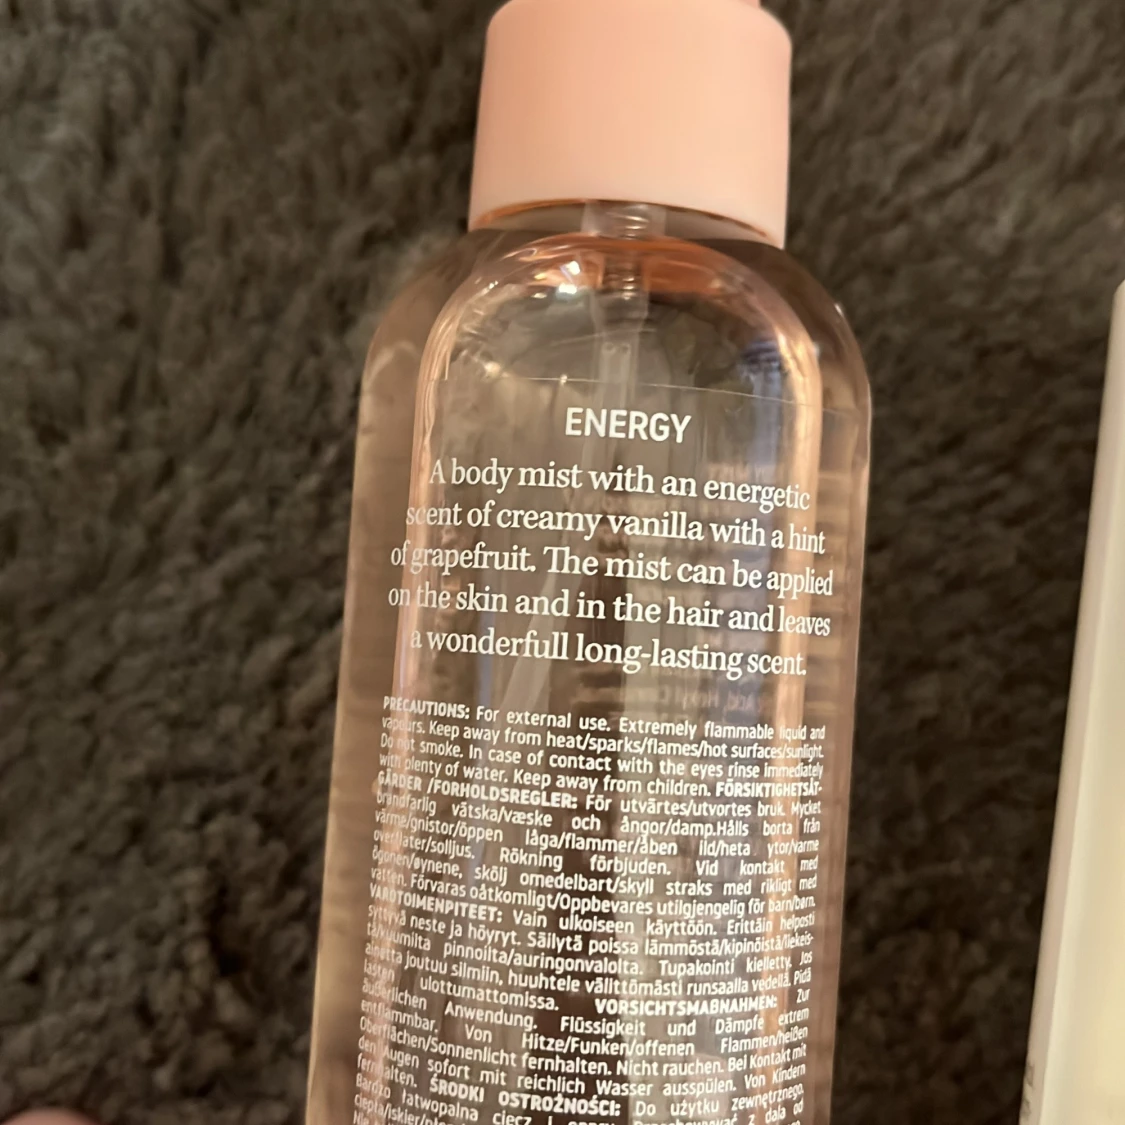 ENERGY
A body mist with an energetic
scent of creamy vanilla with a hint
of grapefruit. The mist can be applied
on the skin and in the hair and leaves
a wonderfull long-lasting scent.
PRECAUTIONS: For external use. Extremely flammable liquid and
vapours. Keep away from heat/sparks/flames/hot surfaces/sunlight.
Do not smoke. In case of contact with the eyes rinse immediately
with plenty of water. Keep away from children. FÖRSIKTIGHETSÅT-
GÄRDER /FORHOLDSREGLER: För utvärtes/utvortes bruk. Mycket
brandfarlig vätska/væske och ångor/damp.Hålls borta från
värme/gnistor/öppen låga/flammer/åben ild/heta ytor/varme
overflater/solljus. Rökning förbjuden. Vid kontakt med
ögonen/øynene, skölj omedelbart/skyll straks med rikligt med
vatten. Förvaras oåtkomligt/Oppbevares utilgjengelig för barn/børn.
VAROTOIMENPITEET: Vain ulkoiseen käyttöön. Erittäin helposti
syttyvä neste ja höyryt. Säilytä poissa lämmöstä/kipinöistä/liekeis-
tä/kuumilta pinnoilta/auringonvalolta. Tupakointi kielletty. Jos
ainetta joutuu silmiin, huuhtele välittömästi runsaalla vedellä. Pidä
lasten ulottumattomissa. VORSICHTSMAßNAHMEN: Zur
äußerlichen Anwendung. Flüssigkeit und Dämpfe extrem
entflammbar. Von Hitze/Funken/offenen Flammen/heißen
Oberflächen/Sonnenlicht fernhalten. Nicht rauchen. Bei Kontakt mit
den Augen sofort mit reichlich Wasser ausspülen. Von Kindern
fernhalten. ŚRODKI OSTROŻNOŚCI: Do użytku zewnętrznego.
Bardzo łatwopalna ciecz i z dala od